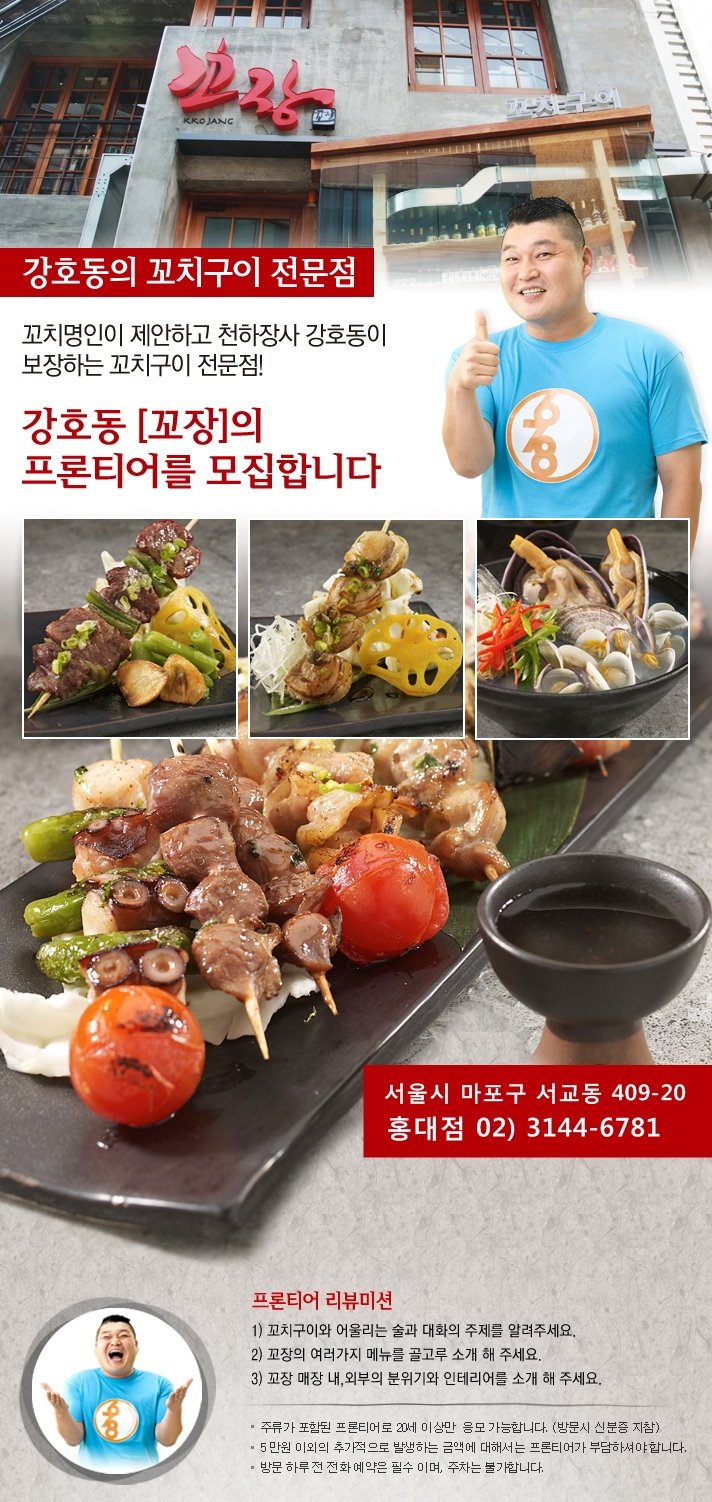 꼬장
KKOJANG
꼬치구이
강호동의 꼬치구이 전문점
꼬치명인이 제안하고 천하장사 강호동이
보장하는 꼬치구이 전문점!
강호동 [꼬장]의
프론티어를 모집합니다
678
서울시 마포구 서교동 409-20
홍대점 02) 3144-6781
프론티어 리뷰미션
1) 꼬치구이와 어울리는 술과 대화의 주제를 알려주세요.
2) 꼬장의 여러가지 메뉴를 골고루 소개 해 주세요.
3) 꼬장 매장 내,외부의 분위기와 인테리어를 소개 해 주세요.
• 주류가 포함된 프론티어로 20세 이상만 응모 가능합니다. (방문시 신분증 지참)
• 5만원 이외의 추가적으로 발생하는 금액에 대해서는 프론티어가 부담하셔야 합니다.
• 방문 하루 전 전화 예약은 필수 이며, 주차는 불가합니다.
678